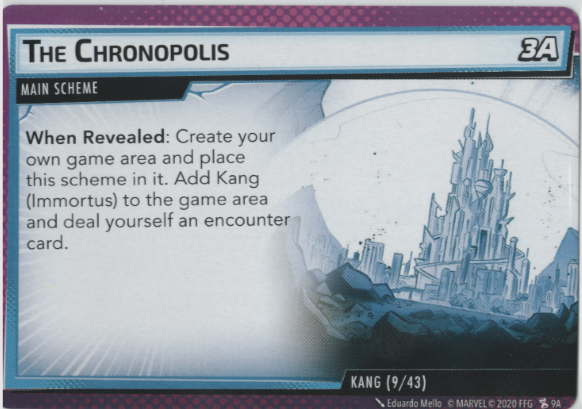 The Chronopolis
3A
MAIN SCHEME
When Revealed: Create your
own game area and place
this scheme in it. Add Kang
(Immortus) to the game area
and deal yourself an encounter
card.
KANG (9/43)
Eduardo Mello © MARVEL © 2020 FFG 9A